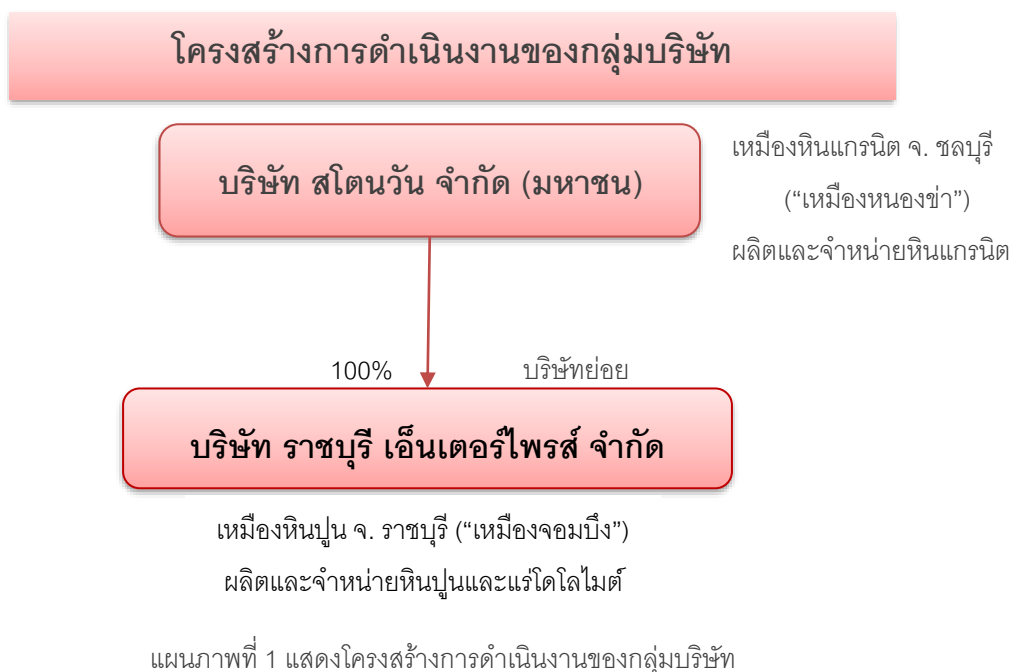 โครงสร้างการดำเนินงานของกลุ่มบริษัท
บริษัท สโตนวัน จำกัด (มหาชน)
เหมืองหินแกรนิต จ. ชลบุรี
(“เหมืองหนองข่า”)
ผลิตและจำหน่ายหินแกรนิต
100% บริษัทย่อย
บริษัท ราชบุรี เอ็นเตอร์ไพรส์ จำกัด
เหมืองหินปูน จ. ราชบุรี (“เหมืองจอมบึง”)
ผลิตและจำหน่ายหินปูนและแร่โดโลไมต์
แผนภาพที่ 1 แสดงโครงสร้างการดำเนินงานของกลุ่มบริษัท